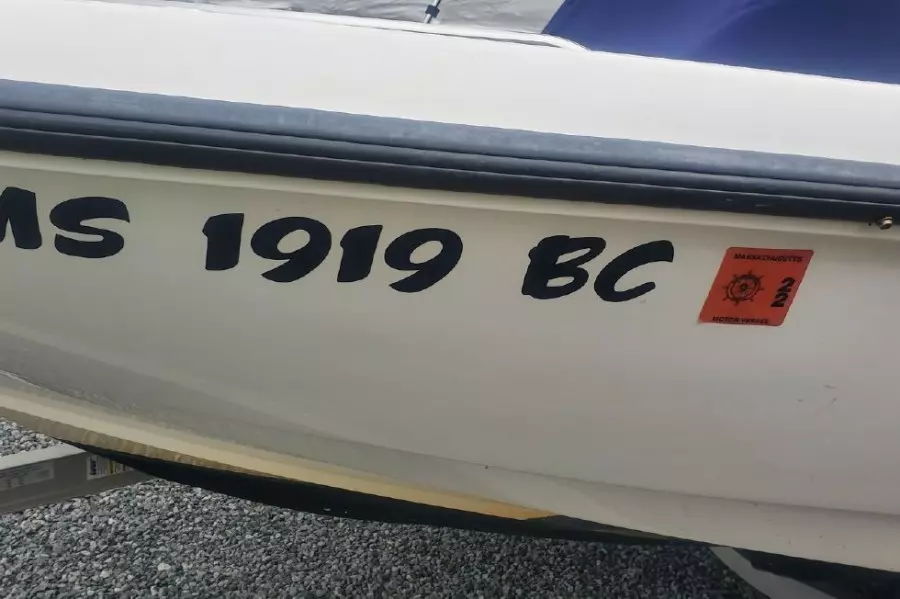 MS 1919 BC
MASSACHUSETTS
22
MOTOR VESSEL